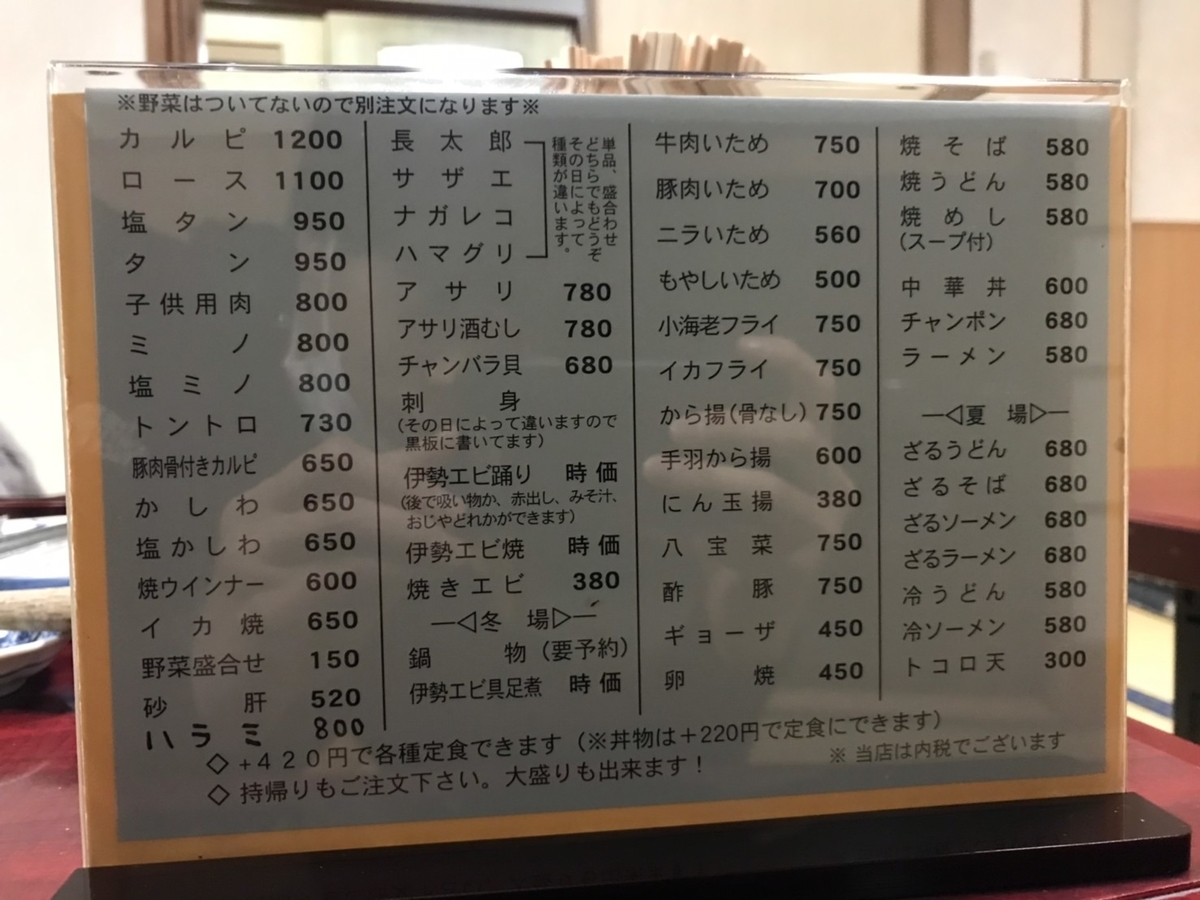 ※野菜はついてないので別注文になります※
カルピ 1200
ロース 1100
塩タン 950
タン 950
子供用肉 800
ミノ 800
塩ミノ 800
トントロ 730
豚肉骨付きカルビ 650
かしわ 650
塩かしわ 650
焼ウインナー 600
イカ焼 650
野菜盛合せ 150
砂肝 520
ハラミ 800
長太郎
サザエ
ナガレコ
ハマグリ
単品、盛合わせ
どちらでもどうぞ
その日によって
種類が違います。
アサリ 780
アサリ酒むし 780
チャンバラ貝 680
刺身
(その日によって違いますので
黒板に書いてます)
伊勢エビ踊り 時価
(後で吸い物か、赤出し、みそ汁、
おじやどれかができます)
伊勢エビ焼 時価
焼きエビ 380
―◁冬場▷―
鍋物(要予約)
伊勢エビ具足煮 時価
牛肉いため 750
豚肉いため 700
ニラいため 560
もやしいため 500
小海老フライ 750
イカフライ 750
から揚(骨なし) 750
手羽から揚 600
にん玉揚 380
八宝菜 750
酢豚 750
ギョーザ 450
卵焼 450
焼そば 580
焼うどん 580
焼めし 580
(スープ付)
中華丼 600
チャンポン 680
ラーメン 580
―◁夏場▷―
ざるうどん 680
ざるそば 680
ざるソーメン 680
ざるラーメン 680
冷うどん 580
冷ソーメン 580
トコロ天 300
◇+420円で各種定食できます(※丼物は+220円で定食にできます)
※当店は内税でございます
◇持帰りもご注文下さい。大盛りも出来ます!